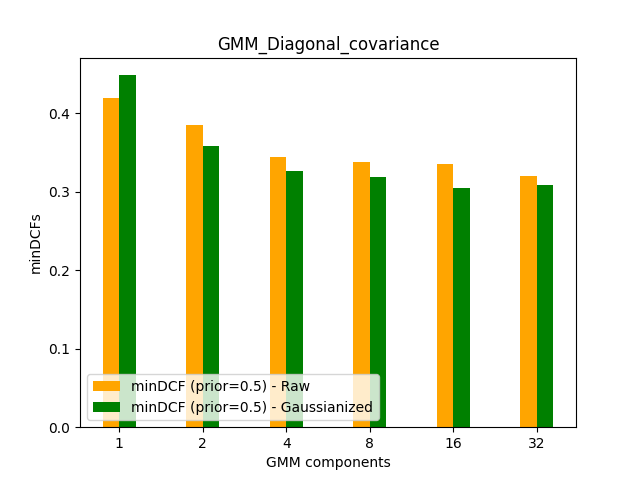 GMM_Diagonal_covariance
minDCFs
0.4
0.3
0.2
0.1
0.0
minDCF (prior=0.5) - Raw
minDCF (prior=0.5) - Gaussianized
1 2 4 8 16 32
GMM components